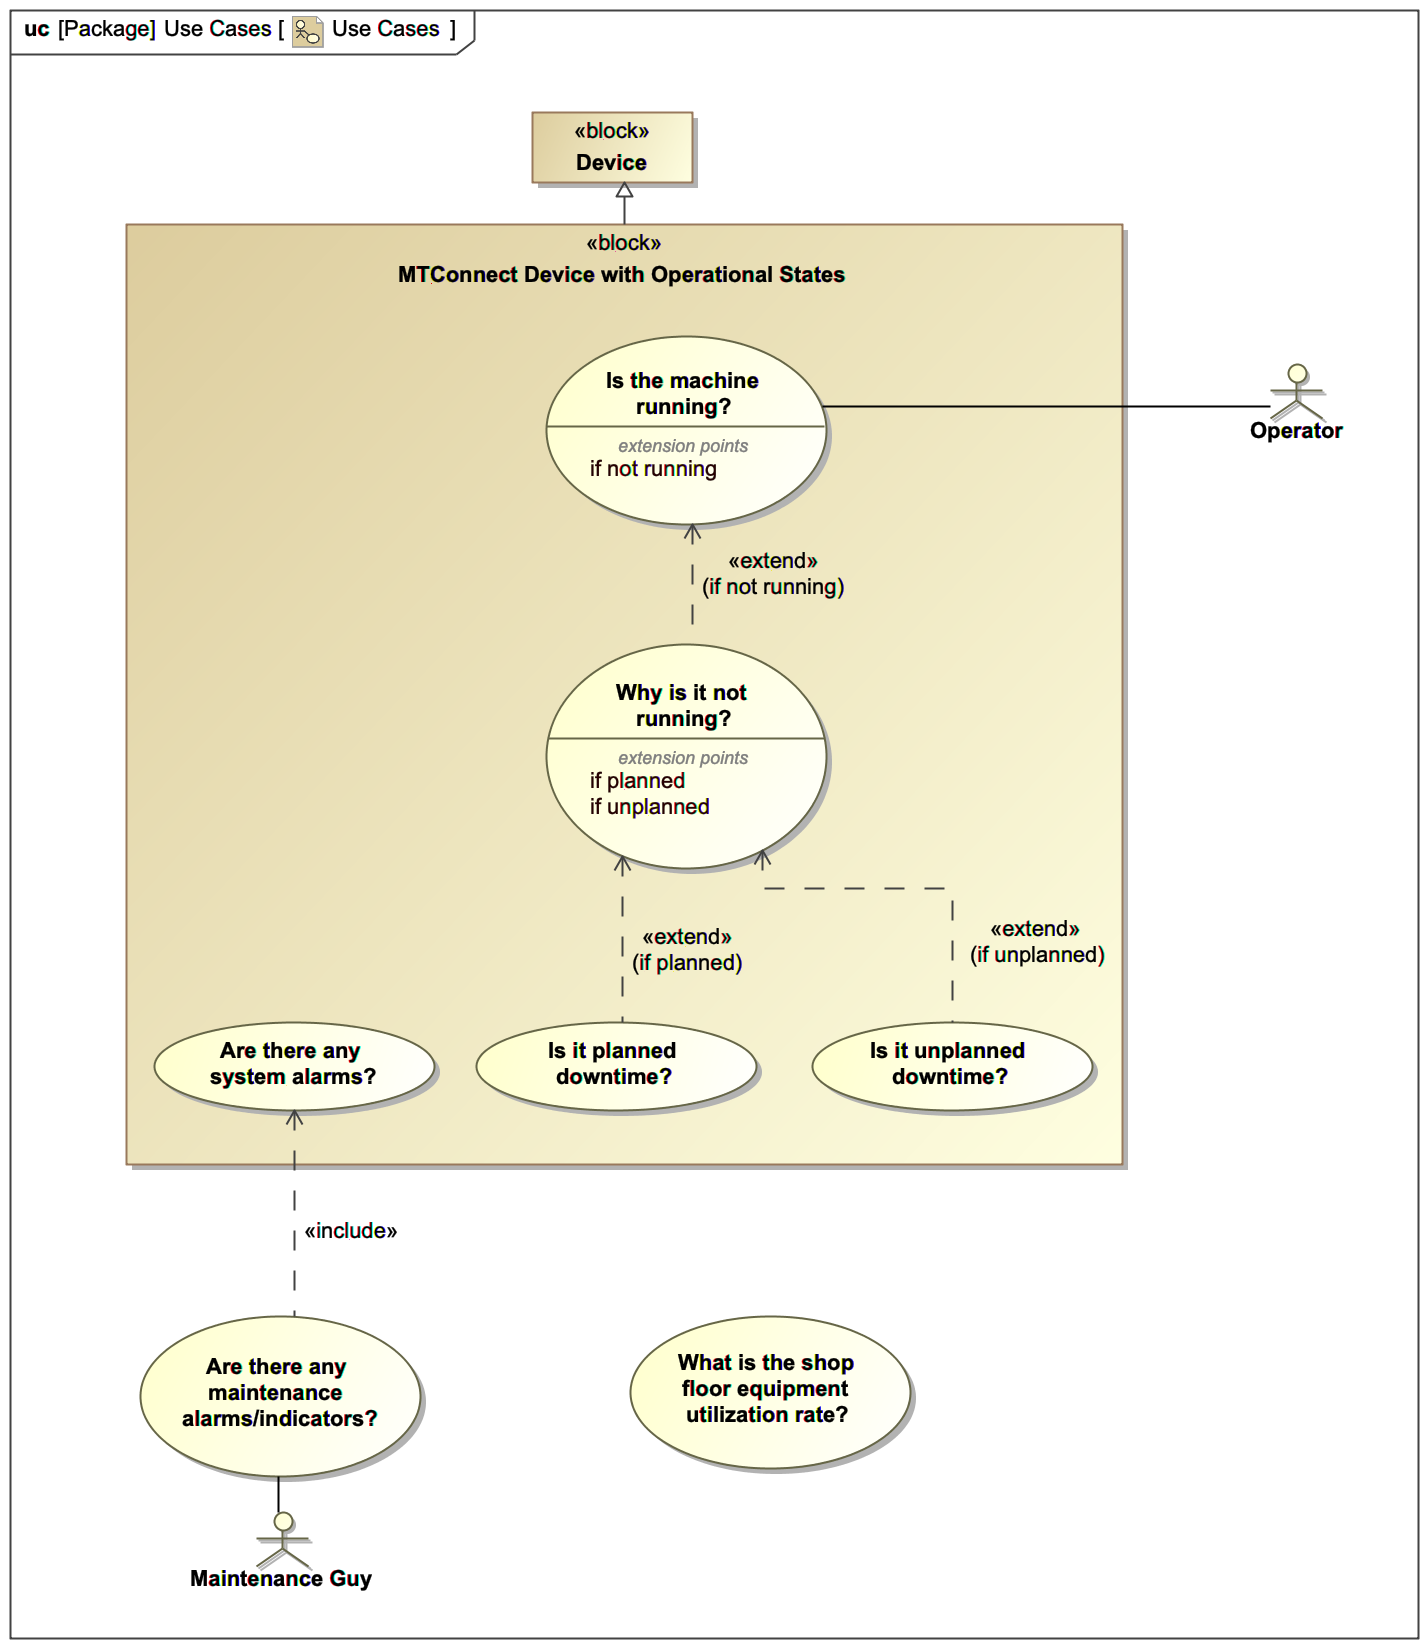 uc [Package] Use Cases [ Use Cases ]
«block»
Device
«block»
MTConnect Device with Operational States
Is the machine
running?
extension points
if not running
Operator
«extend»
(if not running)
Why is it not
running?
extension points
if planned
if unplanned
«extend»
(if planned)
«extend»
(if unplanned)
Are there any
system alarms?
Is it planned
downtime?
Is it unplanned
downtime?
«include»
Are there any
maintenance
alarms/indicators?
What is the shop
floor equipment
utilization rate?
Maintenance Guy